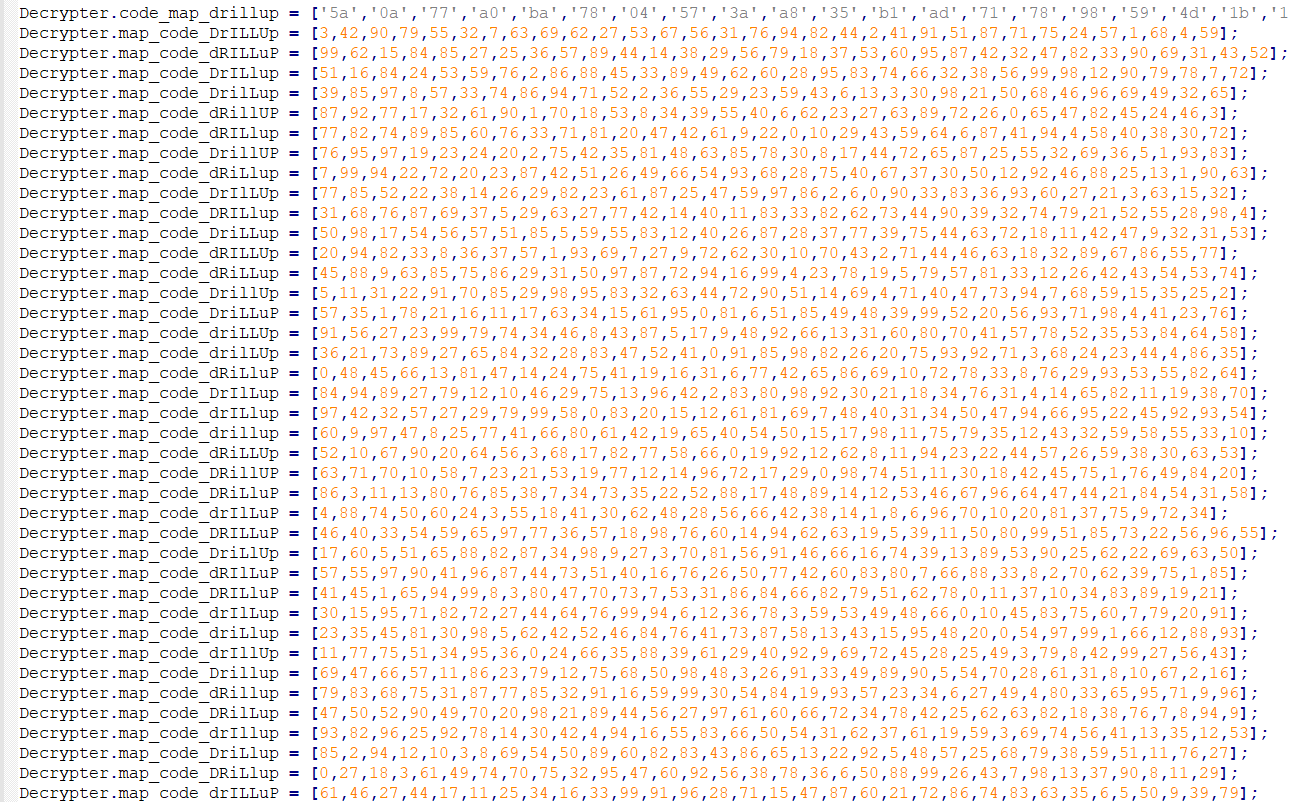 Decrypter.code_map_drillup = ['5a','0a','77','a0','ba','78','04','57','3a','a8','35','b1','ad','71','78','98','59','4d','1b','1
Decrypter.map_code_DrILLUp = [3,42,90,79,55,32,7,63,69,62,27,53,67,56,31,76,94,82,44,2,41,91,51,87,71,75,24,57,1,68,4,59];
Decrypter.map_code_dRILLuP = [99,62,15,84,85,27,25,36,57,89,44,14,38,29,56,79,18,37,53,60,95,87,42,32,47,82,33,90,69,31,43,52];
Decrypter.map_code_DrIllup = [51,16,84,24,53,59,76,2,86,88,45,33,89,49,62,60,28,95,83,74,66,32,38,56,99,98,12,90,79,78,7,72];
Decrypter.map_code_DrilLup = [39,85,97,8,57,33,74,86,94,71,52,2,36,55,29,23,59,43,6,13,3,30,98,21,50,68,46,96,69,49,32,65];
Decrypter.map_code_dRillUP = [87,92,77,17,32,61,90,1,70,18,53,8,34,39,55,40,6,62,23,27,63,89,72,26,0,65,47,82,45,24,46,3];
Decrypter.map_code_dRIllup = [77,82,74,89,85,60,76,33,71,81,20,47,42,61,9,22,0,10,29,43,59,64,6,87,41,94,4,58,40,38,30,72];
Decrypter.map_code_DrillUP = [76,95,97,19,23,24,20,2,75,42,35,81,48,63,85,78,30,8,17,44,72,65,87,25,55,32,69,36,5,1,93,83];
Decrypter.map_code_dRiLlup = [7,99,94,22,72,20,23,87,42,51,26,49,66,54,93,68,28,75,40,67,37,30,50,12,92,46,88,25,13,1,90,63];
Decrypter.map_code_DrIlLUp = [77,85,52,22,38,14,26,29,82,23,61,87,25,47,59,97,86,2,6,0,90,33,83,36,93,60,27,21,3,63,15,32];
Decrypter.map_code_DRIllup = [31,68,76,87,69,37,5,29,63,27,77,42,14,40,11,83,33,82,62,73,44,90,39,32,74,79,21,52,55,28,98,4];
Decrypter.map_code_DRIlLup = [50,98,17,54,56,57,51,85,5,59,55,83,12,40,26,87,28,37,77,39,75,44,63,72,18,11,42,47,9,32,31,53];
Decrypter.map_code_dRILLUp = [20,94,82,33,8,36,37,57,1,93,69,7,27,9,72,62,30,10,70,43,2,71,44,46,63,18,32,89,67,86,55,77];
Decrypter.map_code_dRiLlup = [45,88,9,63,85,75,86,29,31,50,97,87,72,94,16,99,4,23,78,19,5,79,57,81,33,12,26,42,43,54,53,74];
Decrypter.map_code_DrillUp = [5,11,31,22,91,70,85,29,98,95,83,32,63,44,72,90,51,14,69,4,71,40,47,73,94,7,68,59,15,35,25,2];
Decrypter.map_code_DrILLuP = [57,35,1,78,21,16,11,17,63,34,15,61,95,0,81,6,51,85,49,48,39,99,52,20,56,93,71,98,4,41,23,76];
Decrypter.map_code_driLLUp = [91,56,27,23,99,79,74,34,46,8,43,87,5,17,9,48,92,66,13,31,60,80,70,41,57,78,52,35,53,84,64,58];
Decrypter.map_code_drilLUp = [36,21,73,89,27,65,84,32,28,83,47,52,41,0,91,85,98,82,26,20,75,93,92,71,3,68,24,23,44,4,86,35];
Decrypter.map_code_dRiLluP = [0,48,45,66,13,81,47,14,24,75,41,19,16,31,6,77,42,65,86,69,10,72,78,33,8,76,29,93,53,55,82,64];
Decrypter.map_code_DrILlUp = [84,94,89,27,79,12,10,46,29,75,13,96,42,2,83,80,98,92,30,21,18,34,76,31,4,14,65,82,11,19,38,70];
Decrypter.map_code_drILlup = [97,42,32,57,27,29,79,99,58,0,83,20,15,12,61,81,69,7,48,40,31,34,50,47,94,66,95,22,45,92,93,54];
Decrypter.map_code_drillup = [60,9,97,47,8,25,77,41,66,80,61,42,19,65,40,54,50,15,17,98,11,75,79,35,12,43,32,59,58,55,33,10];
Decrypter.map_code_dRilLUp = [52,10,67,90,20,64,56,3,68,17,82,77,58,66,0,19,92,12,62,8,11,94,23,22,44,57,26,59,38,30,63,53];
Decrypter.map_code_DRillUP = [63,71,70,10,58,7,23,21,53,19,77,12,14,96,72,17,29,0,98,74,51,11,30,18,42,45,75,1,76,49,84,20];
Decrypter.map_code_DRiLluP = [86,3,11,13,80,76,85,38,7,34,73,35,22,52,88,17,48,89,14,12,53,46,67,96,64,47,44,21,84,54,31,58];
Decrypter.map_code_drIlLuP = [4,88,74,50,60,24,3,55,18,41,30,62,48,28,56,66,42,38,14,1,8,6,96,70,10,20,81,37,75,9,72,34];
Decrypter.map_code_DRILLuP = [46,40,33,54,59,65,97,77,36,57,18,98,76,60,14,94,62,63,19,5,39,11,50,80,99,51,85,73,22,56,96,55];
Decrypter.map_code_DrilLUp = [17,60,5,51,65,88,82,87,34,98,9,27,3,70,81,56,91,46,66,16,74,39,13,89,53,90,25,62,22,69,63,50];
Decrypter.map_code_dRIlLuP = [57,55,97,90,41,96,87,44,73,51,40,16,76,26,50,77,42,60,83,80,7,66,88,33,8,2,70,62,39,75,1,85];
Decrypter.map_code_DRILluP = [41,45,1,65,94,99,8,3,80,47,70,73,7,53,31,86,84,66,82,79,51,62,78,0,11,37,10,34,83,89,19,21];
Decrypter.map_code_drIlLup = [30,15,95,71,82,72,27,44,64,76,99,94,6,12,36,78,3,59,53,49,48,66,0,10,45,83,75,60,7,79,20,91];
Decrypter.map_code_driLlup = [23,35,45,81,30,98,5,62,42,52,46,84,76,41,73,87,58,13,43,15,95,48,20,0,54,97,99,1,66,12,88,93];
Decrypter.map_code_drIllUp = [11,77,75,51,34,95,36,0,24,66,35,88,39,61,29,40,92,9,69,72,45,28,25,49,3,79,8,42,99,27,56,43];
Decrypter.map_code_Drillup = [69,47,66,57,11,86,23,79,12,75,68,50,98,48,3,26,91,33,49,89,90,5,54,70,28,61,31,8,10,67,2,16];
Decrypter.map_code_dRillup = [79,83,68,75,31,87,77,85,32,91,16,59,99,30,54,84,19,93,57,23,34,6,27,49,4,80,33,65,95,71,9,96];
Decrypter.map_code_DRilLup = [47,50,52,90,49,70,20,98,21,89,44,56,27,97,61,60,66,72,34,78,42,25,62,63,82,18,38,76,7,8,94,9];
Decrypter.map_code_drIllup = [93,82,96,25,92,78,14,30,42,4,94,16,55,83,66,50,54,31,62,37,61,19,59,3,69,74,56,41,13,35,12,53];
Decrypter.map_code_DriLlup = [85,2,94,12,10,3,8,69,54,50,89,60,82,83,43,86,65,13,22,92,5,48,57,25,68,79,38,59,51,11,76,27];
Decrypter.map_code_DRiLlup = [0,27,18,3,61,49,74,70,75,32,95,47,60,92,56,38,78,36,6,50,88,99,26,43,7,98,13,37,90,8,11,29];
Decrypter.map_code_drILLuP = [61,46,27,44,17,11,25,34,16,33,99,91,96,28,71,15,47,87,60,21,72,86,74,83,63,35,6,5,50,9,39,79];